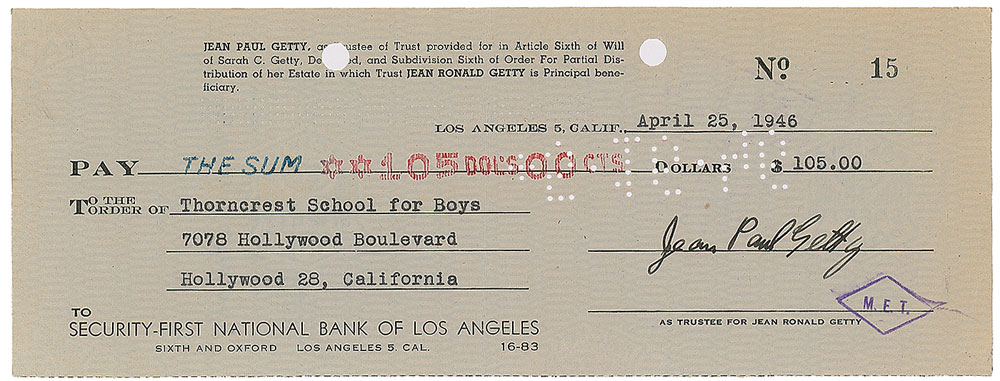 JEAN PAUL GETTY, as Trustee of Trust provided for in Article Sixth of Will
of Sarah C. Getty, De ed, and Subdivision Sixth of Order For Partial Dis-
tribution of her Estate in which Trust JEAN RONALD GETTY is Principal bene-
ficiary.
Nº 15
LOS ANGELES 5, CALIF. April 25, 1946
PAY THE SUM **105 DOL'S 00 CTS DOLLARS $ 105.00
TO THE ORDER OF Thorncrest School for Boys
7078 Hollywood Boulevard
Jean Paul Getty
Hollywood 28, California
M.E.T.
TO
SECURITY-FIRST NATIONAL BANK OF LOS ANGELES
AS TRUSTEE FOR JEAN RONALD GETTY
SIXTH AND OXFORD LOS ANGELES 5. CAL. 16-83